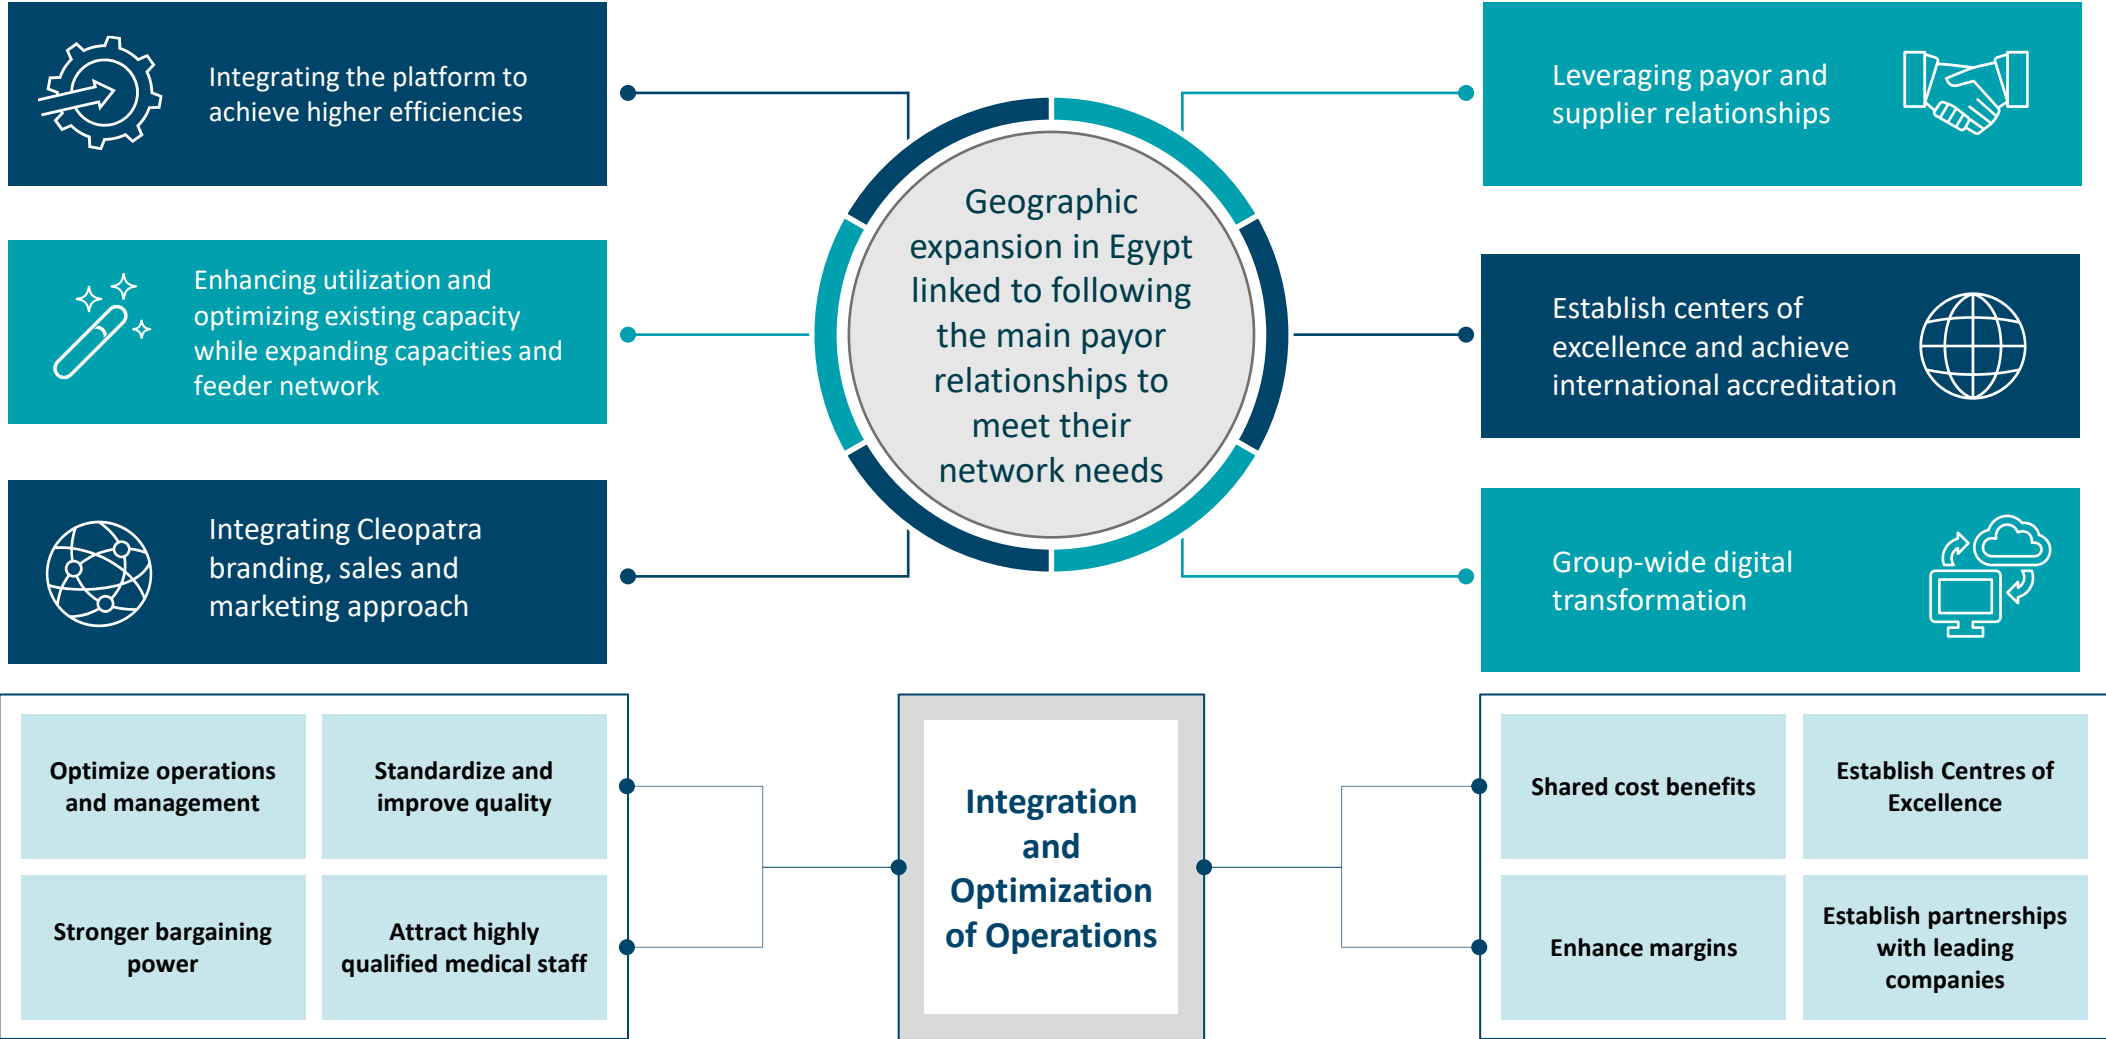 Integrating the platform to
achieve higher efficiencies
Enhancing utilization and
optimizing existing capacity
while expanding capacities and
feeder network
Integrating Cleopatra
branding, sales and
marketing approach
Geographic
expansion in Egypt
linked to following
the main payor
relationships to
meet their
network needs
Leveraging payor and
supplier relationships
Establish centers of
excellence and achieve
international accreditation
Group-wide digital
transformation
Optimize operations
and management
Standardize and
improve quality
Stronger bargaining
power
Attract highly
qualified medical staff
Integration
and
Optimization
of Operations
Shared cost benefits
Establish Centres of
Excellence
Enhance margins
Establish partnerships
with leading
companies